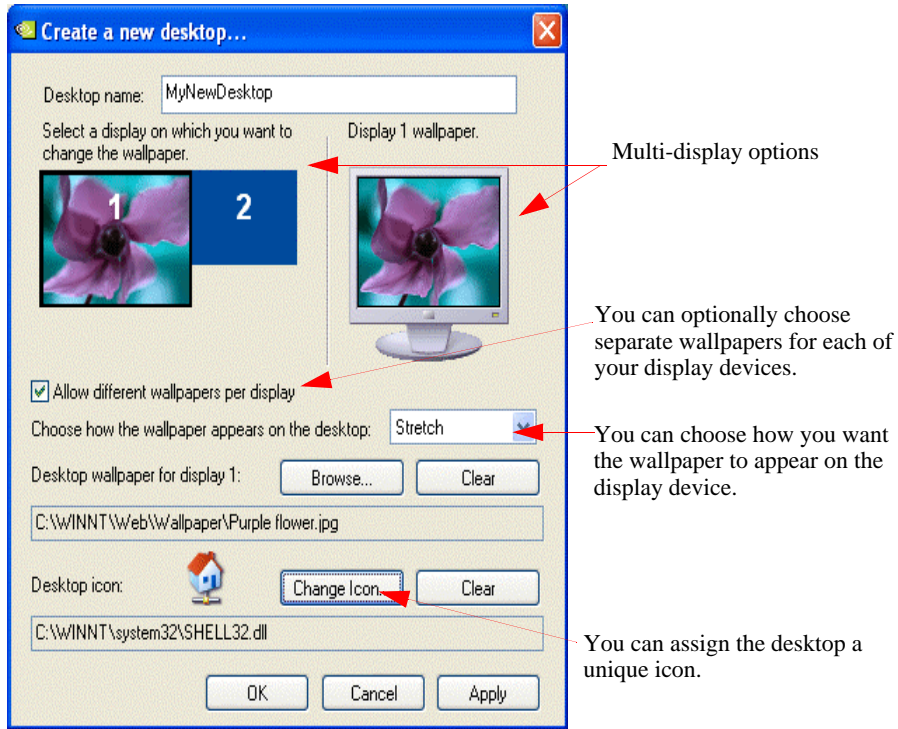 Create a new desktop...
Desktop name: MyNewDesktop
Select a display on which you want to
change the wallpaper.
Display 1 wallpaper.
1
2
Multi-display options
You can optionally choose
separate wallpapers for each of
your display devices.
Allow different wallpapers per display
Choose how the wallpaper appears on the desktop: Stretch
You can choose how you want
the wallpaper to appear on the
display device.
Desktop wallpaper for display 1: Browse... Clear
C:\WINNT\Web\Wallpaper\Purple flower.jpg
Desktop icon: Change Icon.. Clear
C:\WINNT\system32\SHELL32.dll
You can assign the desktop a
unique icon.
OK Cancel Apply